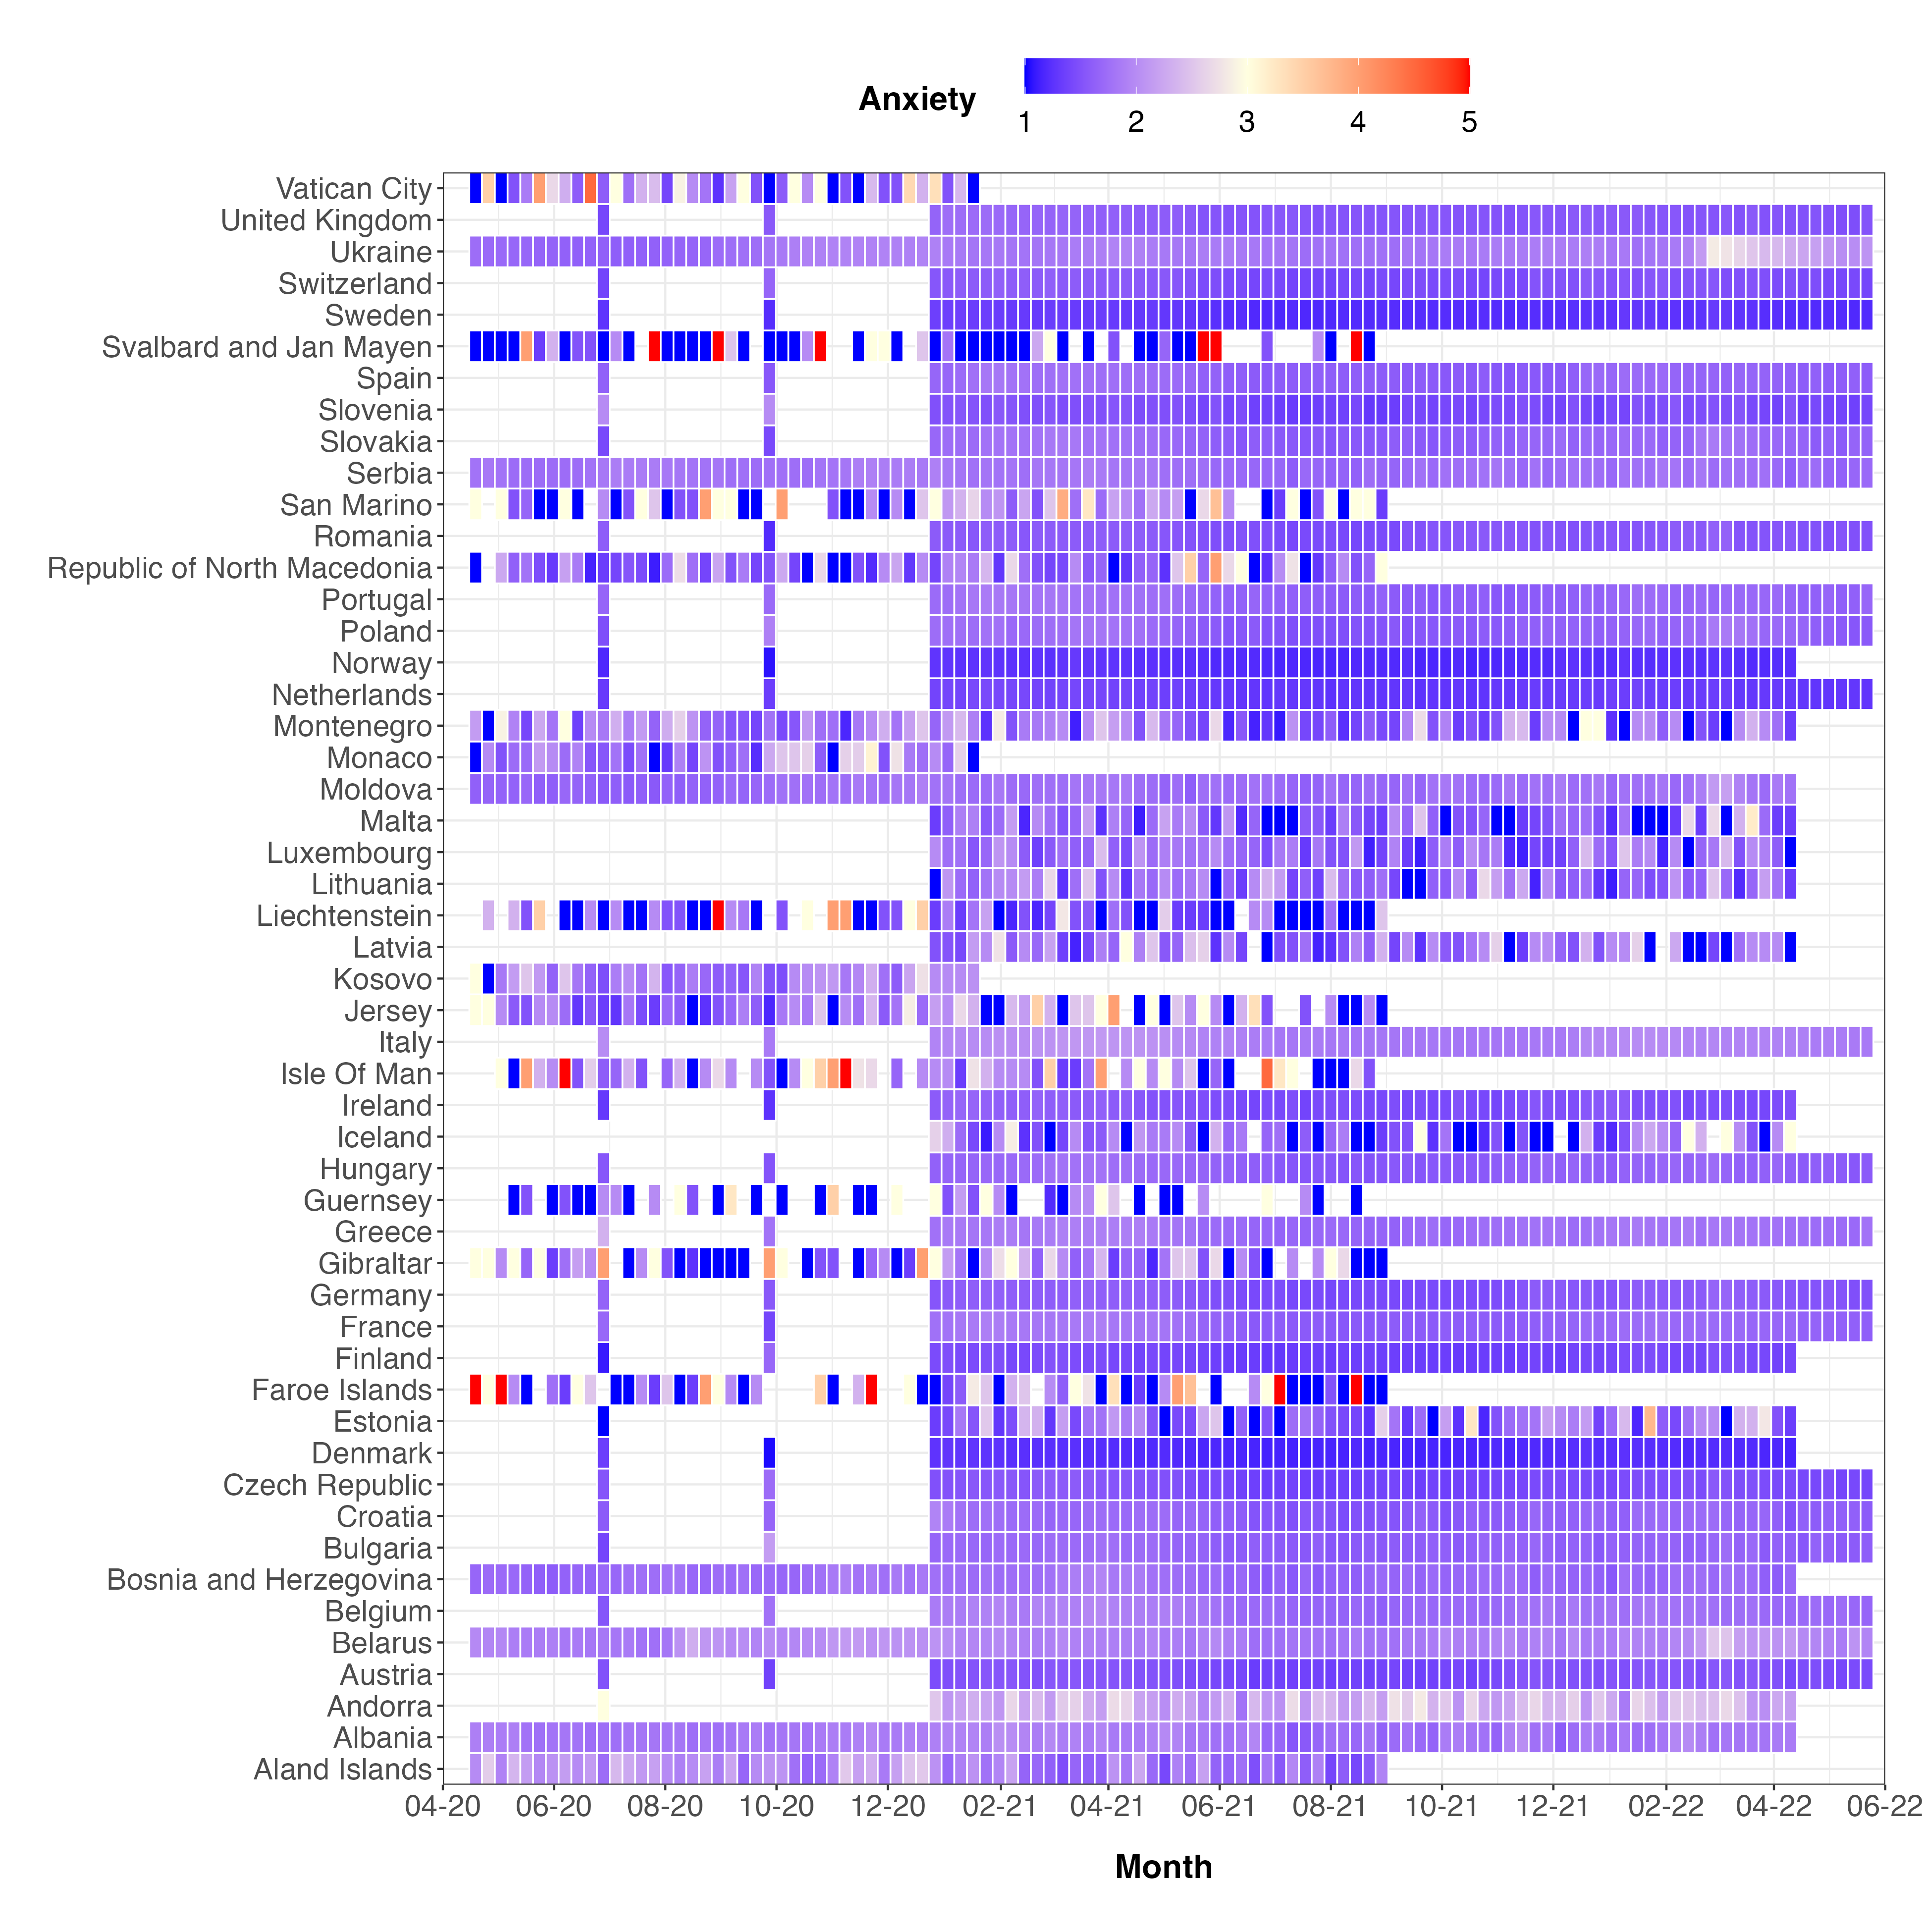 Anxiety
1 2 3 4 5
Vatican City
United Kingdom
Ukraine
Switzerland
Sweden
Svalbard and Jan Mayen
Spain
Slovenia
Slovakia
Serbia
San Marino
Romania
Republic of North Macedonia
Portugal
Poland
Norway
Netherlands
Montenegro
Monaco
Moldova
Malta
Luxembourg
Lithuania
Liechtenstein
Latvia
Kosovo
Jersey
Italy
Isle Of Man
Ireland
Iceland
Hungary
Guernsey
Greece
Gibraltar
Germany
France
Finland
Faroe Islands
Estonia
Denmark
Czech Republic
Croatia
Bulgaria
Bosnia and Herzegovina
Belgium
Belarus
Austria
Andorra
Albania
Aland Islands
04-20 06-20 08-20 10-20 12-20 02-21 04-21 06-21 08-21 10-21 12-21 02-22 04-22 06-22
Month